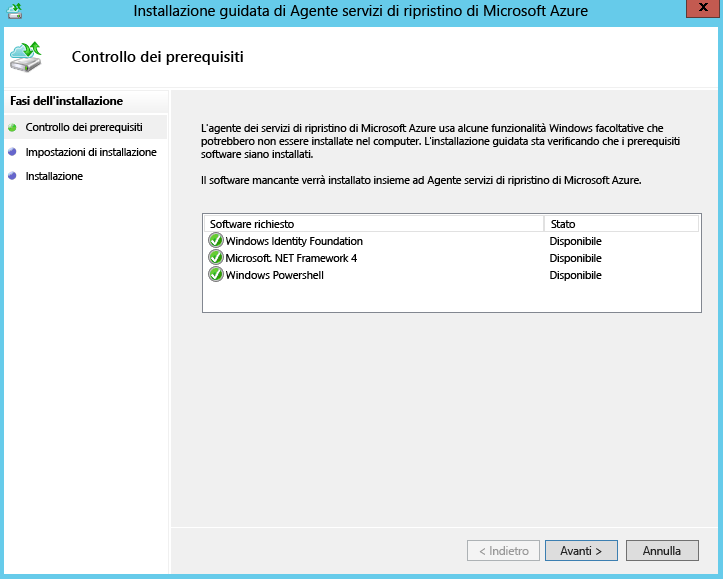 Installazione guidata di Agente servizi di ripristino di Microsoft Azure
x
Controllo dei prerequisiti
Fasi dell'installazione
Controllo dei prerequisiti
Impostazioni di installazione
Installazione
L'agente dei servizi di ripristino di Microsoft Azure usa alcune funzionalità Windows facoltative che
potrebbero non essere installate nel computer. L'installazione guidata sta verificando che i prerequisiti
software siano installati.
Il software mancante verrà installato insieme ad Agente servizi di ripristino di Microsoft Azure.
Software richiesto Stato
Windows Identity Foundation Disponibile
Microsoft. NET Framework 4 Disponibile
Windows Powershell Disponibile
< Indietro Avanti > Annulla